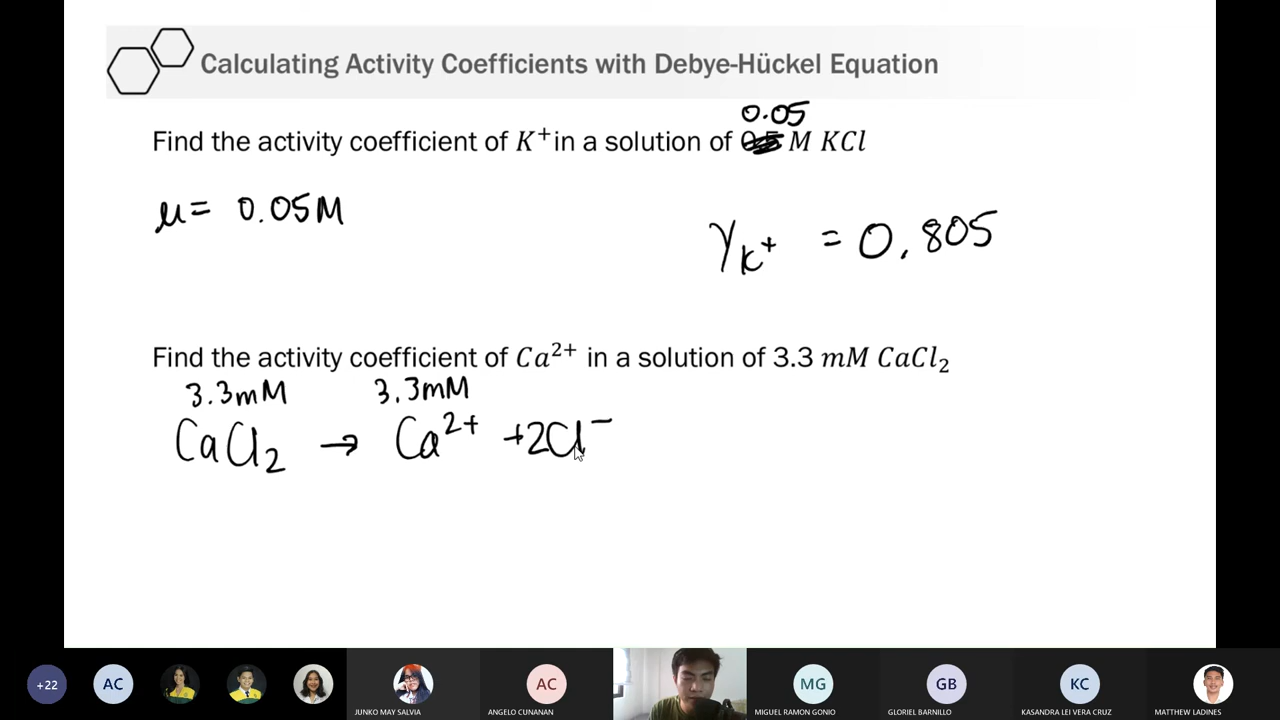 Calculating Activity Coefficients with Debye-Hückel Equation
0.05
Find the activity coefficient of K⁺ in a solution of M KCl
μ = 0.05M
γK⁺ = 0.805
Find the activity coefficient of Ca²⁺ in a solution of 3.3 mM CaCl₂
3.3mM 3.3mM
CaCl₂ → Ca²⁺ +2Cl⁻
+22 AC AC MG GB KC
JUNKO MAY SALVIA ANGELO CUNANAN MIGUEL RAMON GONIO GLORIEL BARNILLO KASANDRA LEI VERA CRUZ MATTHEW LADINES